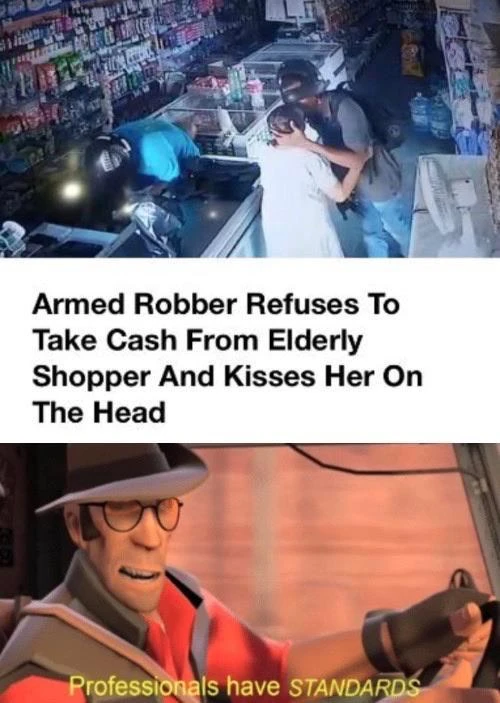 Armed Robber Refuses To
Take Cash From Elderly
Shopper And Kisses Her On
The Head
Professionals have STANDARDS